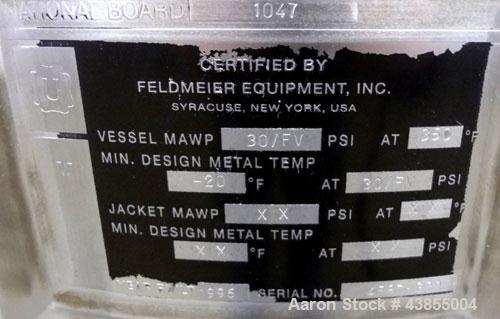 NATIONAL BOARD 1047
U
CERTIFIED BY
FELDMEIER EQUIPMENT, INC.
SYRACUSE, NEW YORK, USA
VESSEL MAWP 30/FV PSI AT 350 °F
MIN. DESIGN METAL TEMP
-20 °F AT 30/FV PSI
JACKET MAWP XX PSI AT XX °F
MIN. DESIGN METAL TEMP
XX °F AT XX PSI
1996 SERIAL NO.
Aaron Stock # 43855004